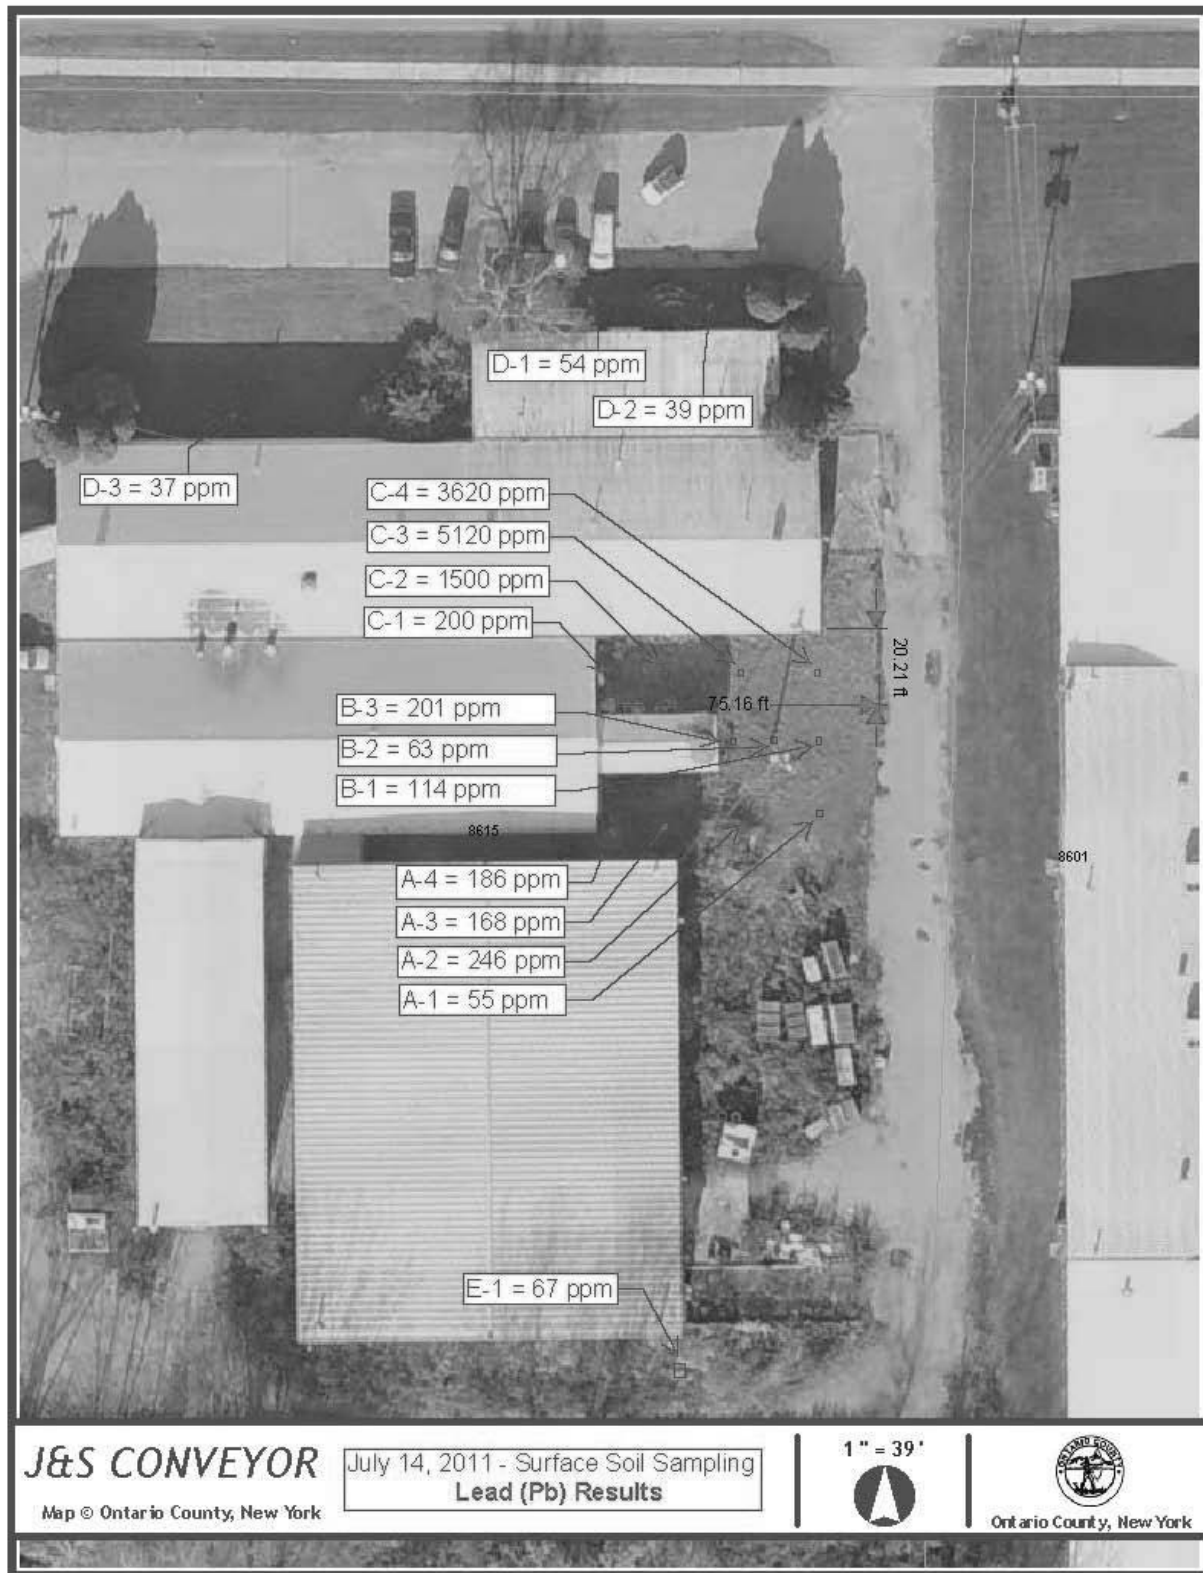 D-1 = 54 ppm
D-2 = 39 ppm
D-3 = 37 ppm
C-4 = 3620 ppm
C-3 = 5120 ppm
C-2 = 1500 ppm
C-1 = 200 ppm
20.21 ft
75.16 ft
B-3 = 201 ppm
B-2 = 63 ppm
B-1 = 114 ppm
8615
8601
A-4 = 186 ppm
A-3 = 168 ppm
A-2 = 246 ppm
A-1 = 55 ppm
E-1 = 67 ppm
J&S CONVEYOR
Map © Ontario County, New York
July 14, 2011 - Surface Soil Sampling
Lead (Pb) Results
1 " = 39 '
ONTARIO COUNTY
Ontario County, New York